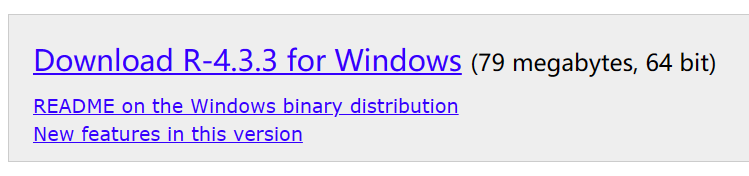 Download R-4.3.3 for Windows (79 megabytes, 64 bit)
README on the Windows binary distribution
New features in this version